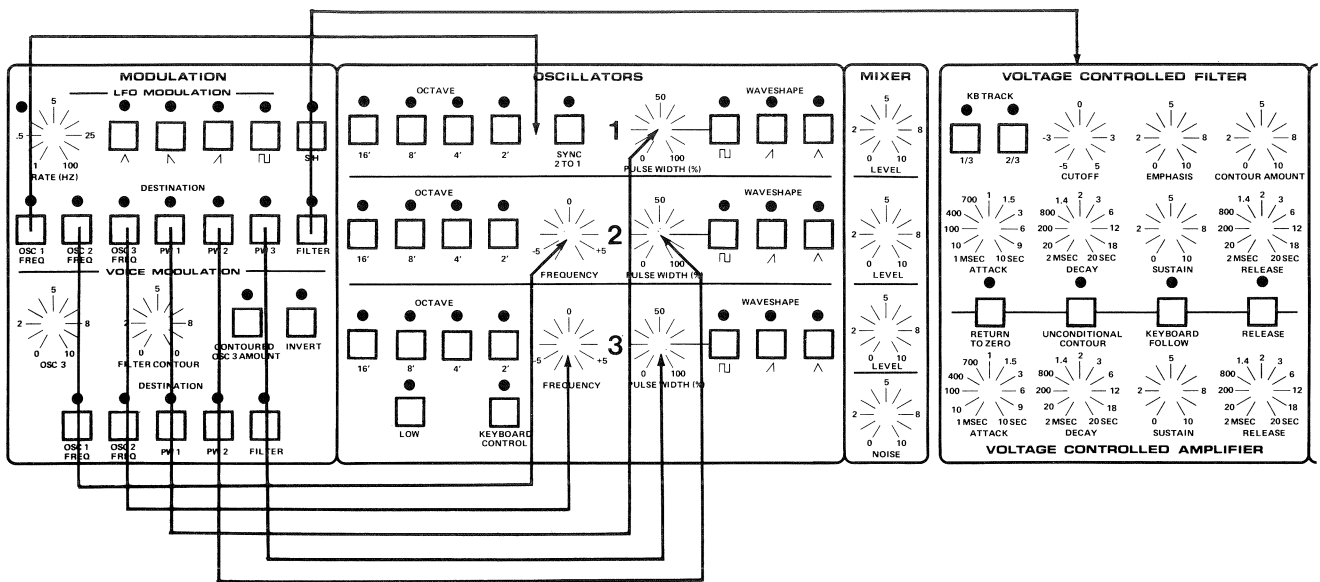 MODULATION
LFO MODULATION
5
.5 25
1 100
RATE (HZ)
S/H
DESTINATION
OSC 1 FREQ
OSC 2 FREQ
OSC 3 FREQ
PW 1
PW 2
PW 3
FILTER
VOICE MODULATION
5
2 8
0 10
OSC 3
5
2 8
0 0
FILTER CONTOUR
CONTOURED OSC 3 AMOUNT
INVERT
DESTINATION
OSC 1 FREQ
OSC 2 FREQ
PW 1
PW 2
FILTER
OSCILLATORS
OCTAVE
16' 8' 4' 2'
SYNC 2 TO 1
1
50
0 100
PULSE WIDTH (%)
WAVESHAPE
OCTAVE
16' 8' 4' 2'
0
-5 +5
FREQUENCY
2
50
0 100
PULSE WIDTH (%)
WAVESHAPE
OCTAVE
16' 8' 4' 2'
0
-5 +5
FREQUENCY
3
50
0 100
PULSE WIDTH (%)
WAVESHAPE
LOW
KEYBOARD CONTROL
MIXER
5
2 8
0 10
LEVEL
5
2 8
0 10
LEVEL
5
2 8
0 10
LEVEL
5
2 8
0 10
NOISE
VOLTAGE CONTROLLED FILTER
KB TRACK
1/3 2/3
0
-3 3
-5 5
CUTOFF
5
2 8
0 10
EMPHASIS
5
2 8
0 10
CONTOUR AMOUNT
1
700 1.5
400 3
100 6
10 9
1 MSEC 10 SEC
ATTACK
2
1.4 3
800 6
200 12
20 18
2 MSEC 20 SEC
DECAY
5
2 8
0 10
SUSTAIN
2
1.4 3
800 6
200 12
20 18
2 MSEC 20 SEC
RELEASE
RETURN TO ZERO
UNCONDITIONAL CONTOUR
KEYBOARD FOLLOW
RELEASE
1
700 1.5
400 3
100 6
10 9
1 MSEC 10 SEC
ATTACK
2
1.4 3
800 6
200 12
20 18
2 MSEC 20 SEC
DECAY
5
2 8
0 10
SUSTAIN
2
1.4 3
800 6
200 12
20 18
2 MSEC 20 SEC
RELEASE
VOLTAGE CONTROLLED AMPLIFIER